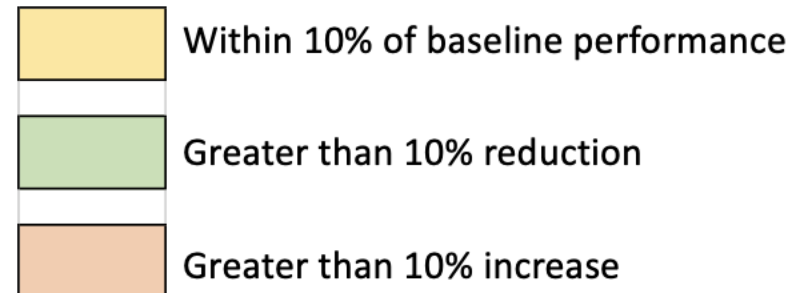 Within 10% of baseline performance
Greater than 10% reduction
Greater than 10% increase